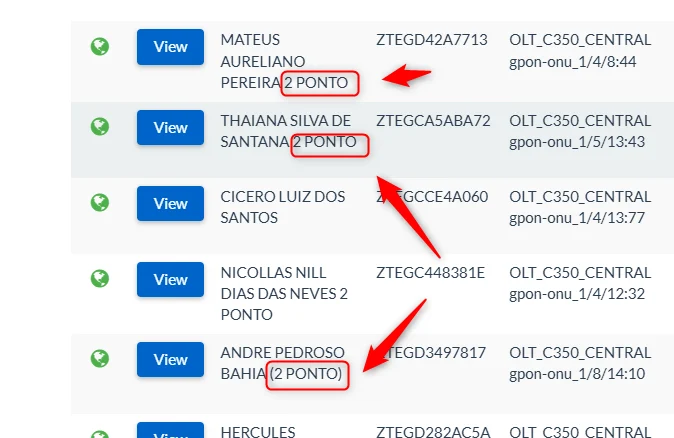 View
MATEUS
AURELIANO
PEREIRA 2 PONTO
ZTEGD42A7713
OLT_C350_CENTRAL
gpon-onu_1/4/8:44
View
THAIANA SILVA DE
SANTANA 2 PONTO
ZTEGCA5ABA72
OLT_C350_CENTRAL
gpon-onu_1/5/13:43
View
CICERO LUIZ DOS
SANTOS
ZTEGCCE4A060
OLT_C350_CENTRAL
gpon-onu_1/4/13:77
View
NICOLLAS NILL
DIAS DAS NEVES 2
PONTO
ZTEGC448381E
OLT_C350_CENTRAL
gpon-onu_1/4/12:32
View
ANDRE PEDROSO
BAHIA (2 PONTO)
ZTEGD3497817
OLT_C350_CENTRAL
gpon-onu_1/8/14:10
View
HERCULES
ZTEGD282AC5A
OLT_C350_CENTRAL